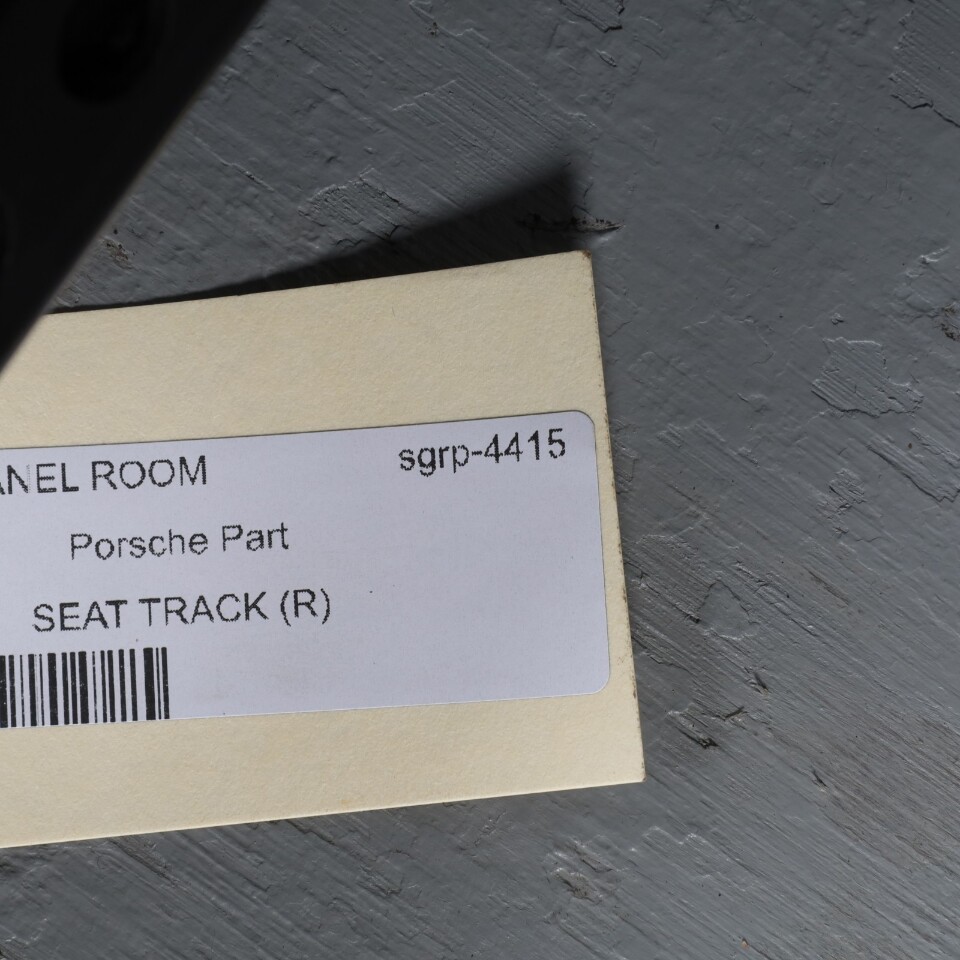 ANEL ROOM sgrp-4415
Porsche Part
SEAT TRACK (R)